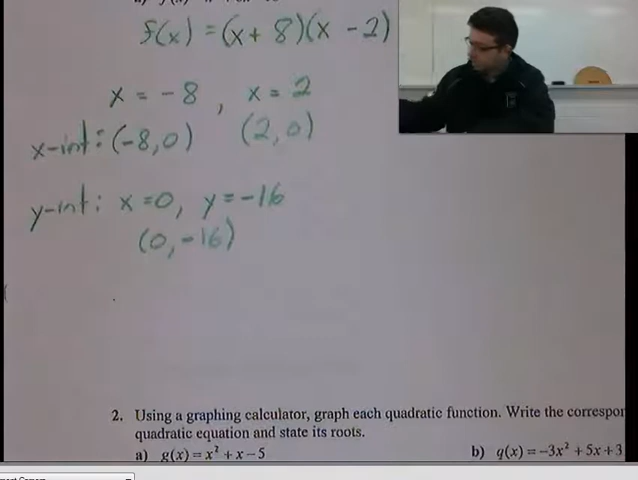 f(x) = (x + 8)(x - 2)
x = -8 , x = 2
x-int: (-8,0) (2,0)
y-int: x=0, y=-16
(0,-16)
2. Using a graphing calculator, graph each quadratic function. Write the
quadratic equation and state its roots.
a) g(x) = x² + x - 5 b) q(x) = -3x² + 5x + 3